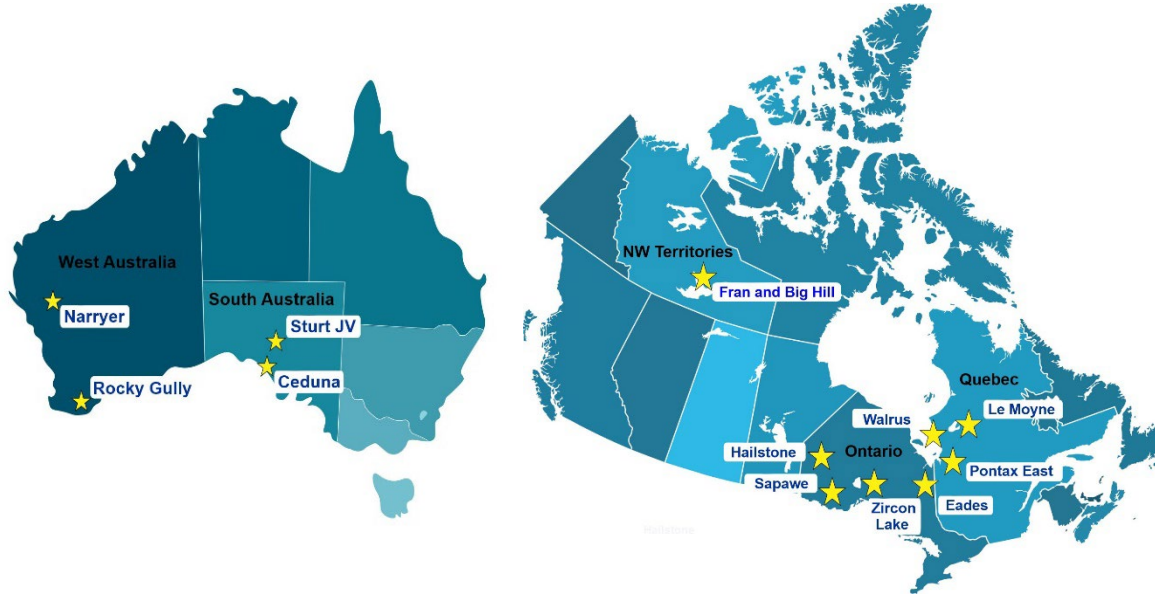 West Australia
Narryer
South Australia
Sturt JV
Ceduna
Rocky Gully
NW Territories
Fran and Big Hill
Quebec
Le Moyne
Walrus
Hailstone
Ontario
Pontax East
Sapawe
Zircon
Lake
Eades
Hailstone